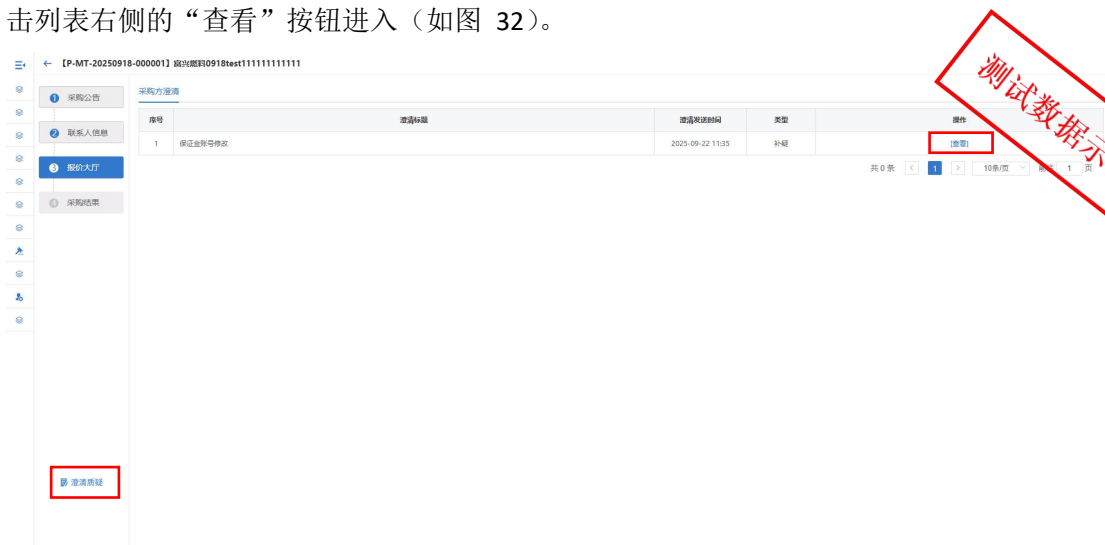 击列表右侧的“查看”按钮进入（如图 32）。
← 【P-MT-20250918-000001】富兴燃料0918test111111111111
1 采购公告
2 联系人信息
3 报价大厅
4 采购结果
采购方澄清
序号 澄清标题 澄清发送时间 类型 操作
1 保证金账号修改 2025-09-22 11:35 补疑 [查看]
共 0 条 < 1 > 10条/页 1 页
澄清质疑
测试数据示